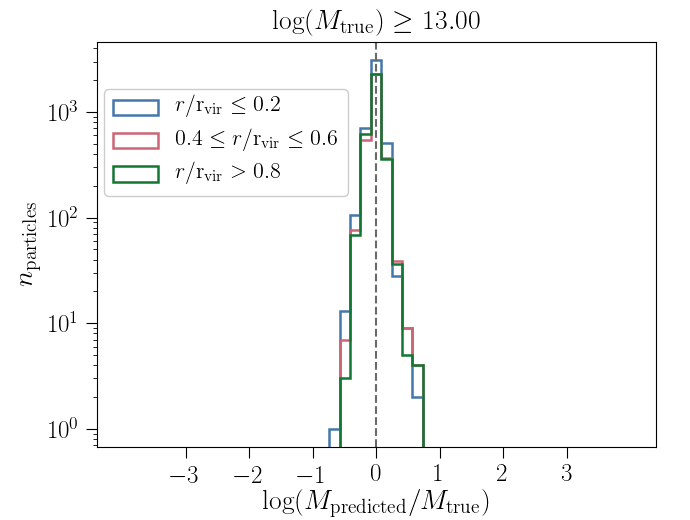 log(M_true) ≥ 13.00
r/r_vir ≤ 0.2
0.4 ≤ r/r_vir ≤ 0.6
r/r_vir > 0.8
n_particles
10^3
10^2
10^1
10^0
−3 −2 −1 0 1 2 3
log(M_predicted/M_true)